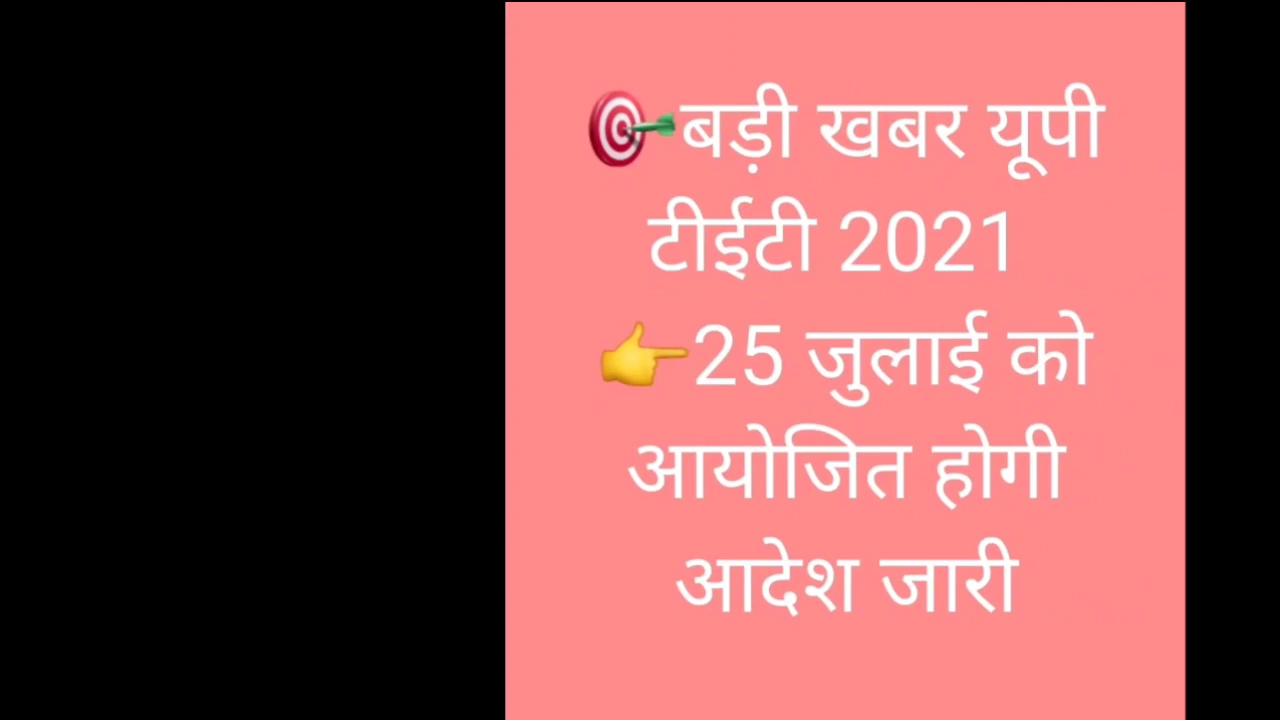 🎯बड़ी खबर यूपी
टीईटी 2021
👉25 जुलाई को
आयोजित होगी
आदेश जारी